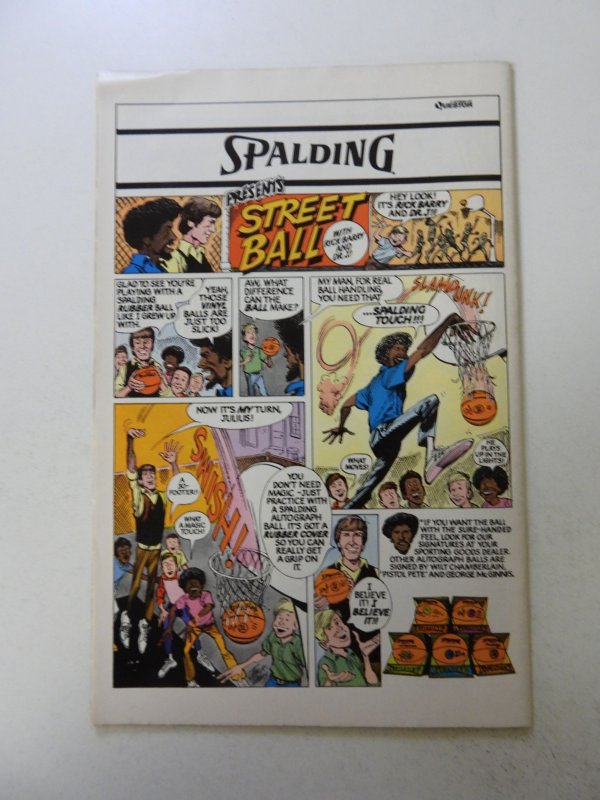 QUESTOR
SPALDING
PRESENTS
STREET
BALL
WITH
RICK BARRY
AND
DR. J!!
HEY LOOK!
IT'S RICK BARRY
AND DR. J!!
GLAD TO SEE YOU'RE
PLAYING WITH A
SPALDING
RUBBER BALL
LIKE I GREW UP
WITH.
YEAH,
THOSE
VINYL
BALLS ARE
JUST TOO
SLICK!
AW, WHAT
DIFFERENCE
CAN THE
BALL MAKE?
MY MAN, FOR REAL
BALL HANDLING,
YOU NEED THAT
...SPALDING
TOUCH!!!
SLAM DUNK!
WHAT
MOVES!
HE
PLAYS
UP IN THE
LIGHTS!
NOW IT'S MY TURN,
JULIUS!
SWISH!
A
30-
FOOTER!!
WHAT
A MAGIC
TOUCH!
YOU
DON'T NEED
MAGIC -JUST
PRACTICE WITH
A SPALDING
AUTOGRAPH
BALL. IT'S GOT A
RUBBER COVER
SO YOU CAN
REALLY GET
A GRIP ON
IT.
I
BELIEVE
IT! I
BELIEVE
IT!!
"IF YOU WANT THE BALL
WITH THE SURE-HANDED
FEEL, LOOK FOR OUR
SIGNATURES AT YOUR
SPORTING GOODS DEALER.
OTHER AUTOGRAPH BALLS ARE
SIGNED BY WILT CHAMBERLAIN,
"PISTOL PETE" AND GEORGE McGINNIS.